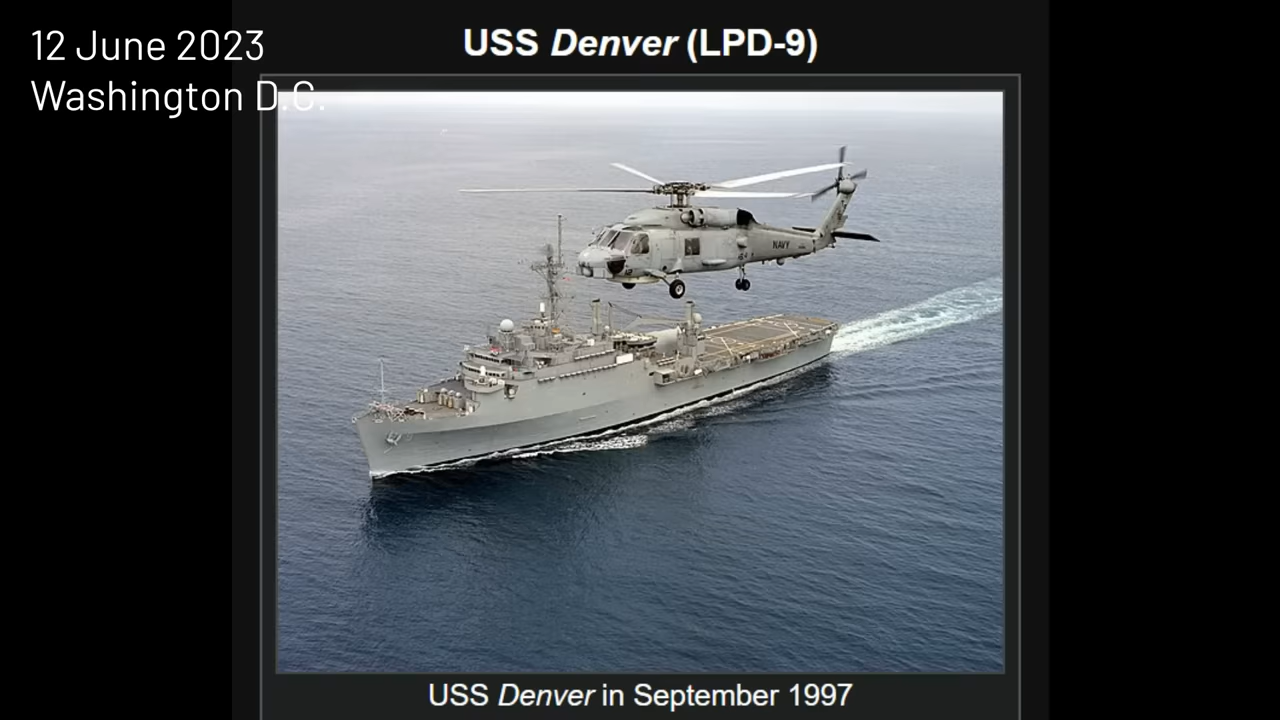 12 June 2023
Washington D.C.
USS Denver (LPD-9)
NAVY
USS Denver in September 1997